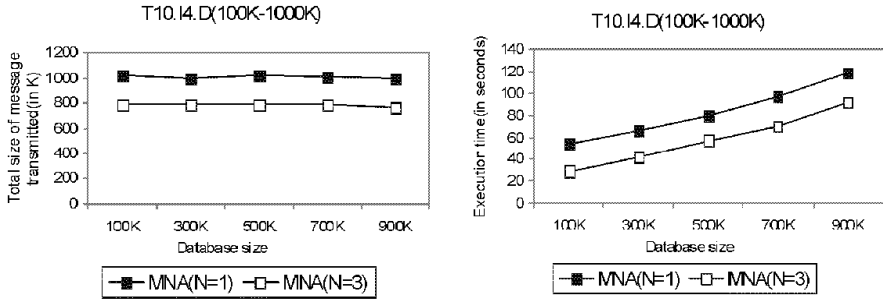 T10.I4.D(100K-1000K)
Total size of message
transmitted(in K)
1200
1000
800
600
400
200
0
100K 300K 500K 700K 900K
Database size
MNA(N=1) MNA(N=3)
T10.I4.D(100K-1000K)
Execution time(in seconds)
140
120
100
80
60
40
20
0
100K 300K 500K 700K 900K
Database size
MNA(N=1) MNA(N=3)